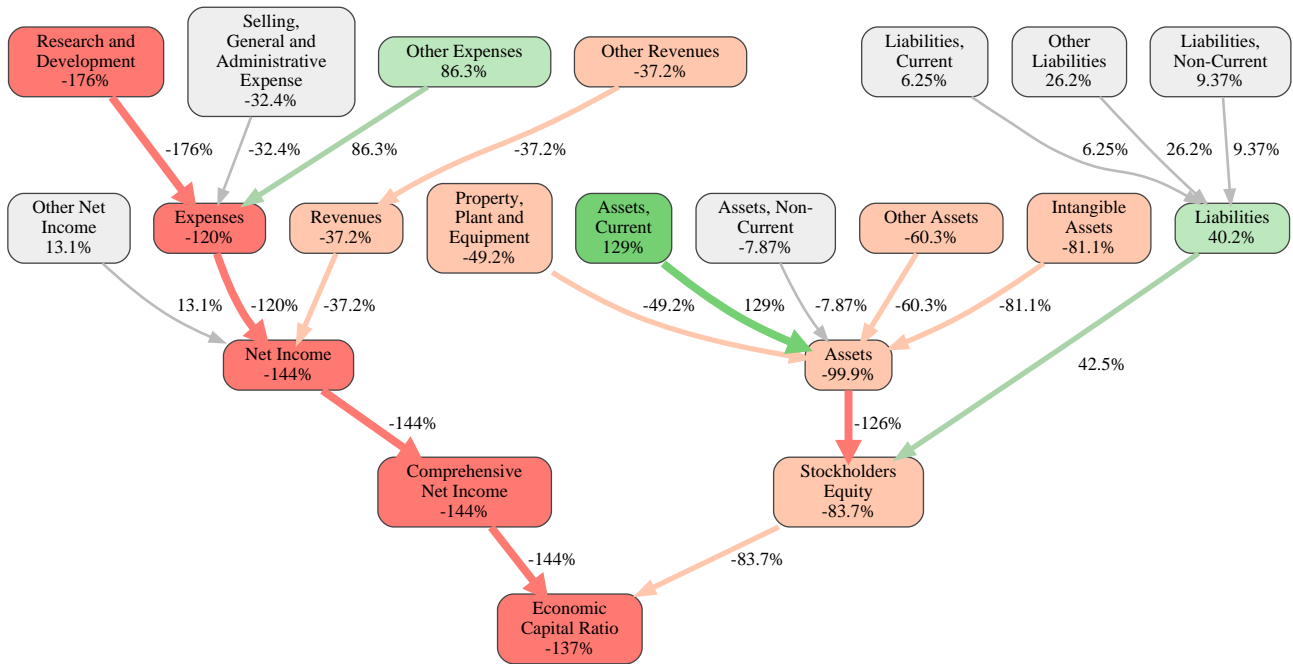 Research and
Development
-176%
Selling,
General and
Administrative
Expense
-32.4%
Other Expenses
86.3%
Other Revenues
-37.2%
Liabilities,
Current
6.25%
Other
Liabilities
26.2%
Liabilities,
Non-Current
9.37%
-176%
-32.4%
86.3%
-37.2%
6.25%
26.2%
9.37%
Other Net
Income
13.1%
Expenses
-120%
Revenues
-37.2%
Property,
Plant and
Equipment
-49.2%
Assets,
Current
129%
Assets, Non-
Current
-7.87%
Other Assets
-60.3%
Intangible
Assets
-81.1%
Liabilities
40.2%
13.1%
-120%
-37.2%
-49.2%
129%
-7.87%
-60.3%
-81.1%
42.5%
Net Income
-144%
Assets
-99.9%
-144%
-126%
Comprehensive
Net Income
-144%
Stockholders
Equity
-83.7%
-144%
-83.7%
Economic
Capital Ratio
-137%